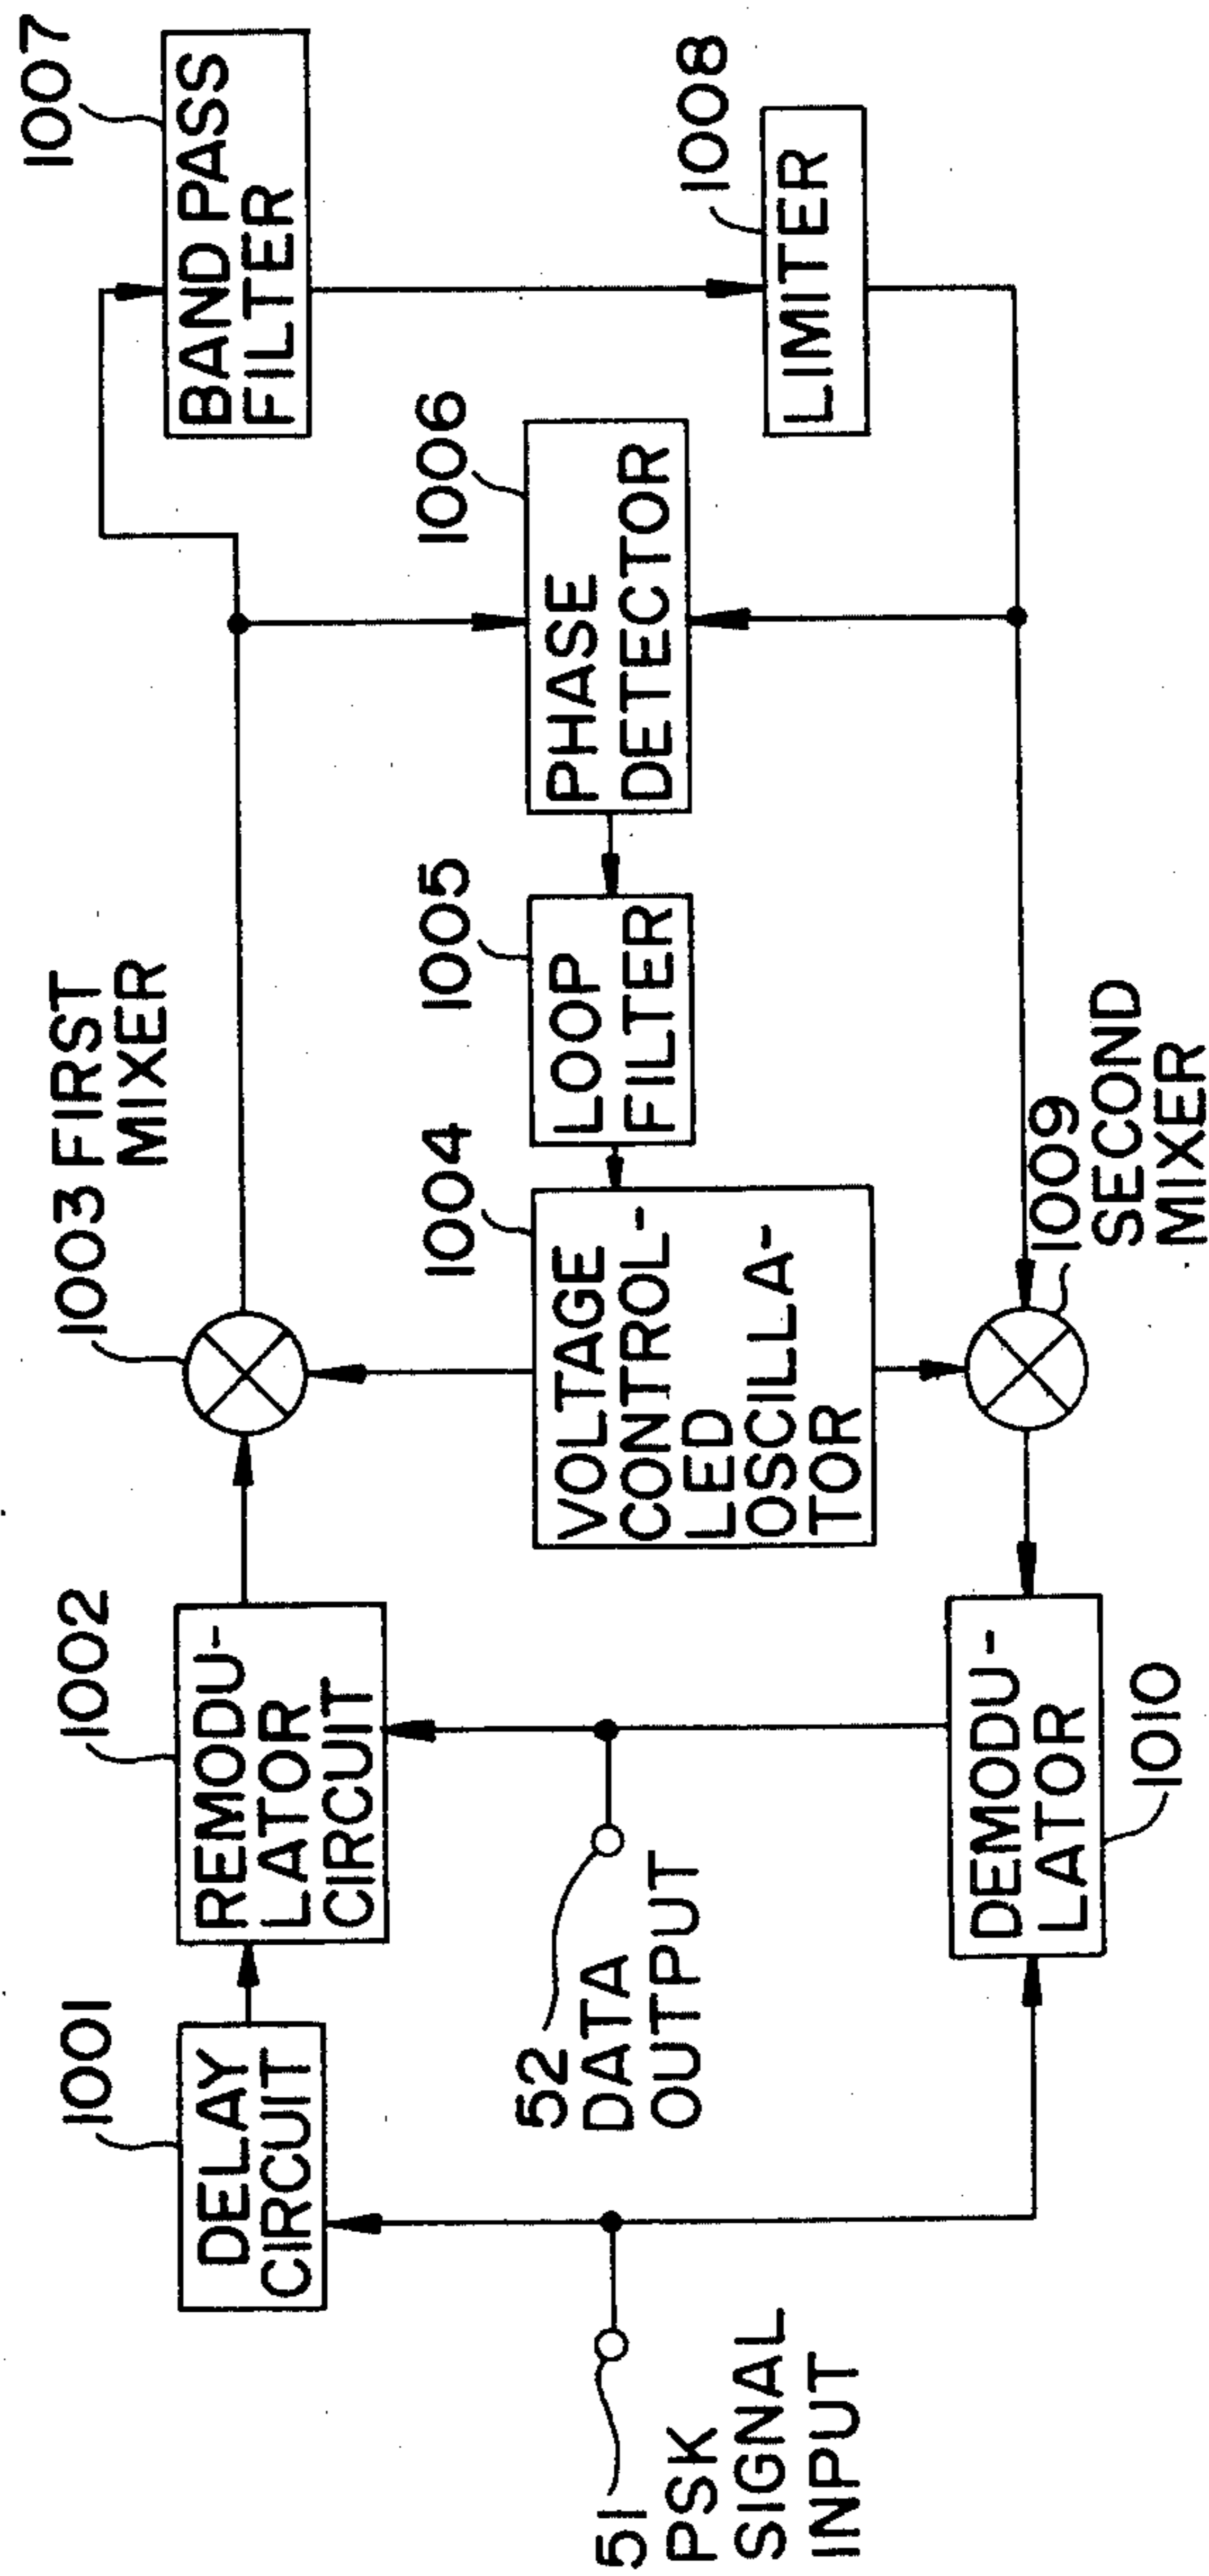 1001
DELAY
CIRCUIT
1002
REMODU-
LATOR
CIRCUIT
1003 FIRST
MIXER
1007
BAND PASS
FILTER
51
PSK
SIGNAL
INPUT
52
DATA
OUTPUT
1004
VOLTAGE
CONTROL-
LED
OSCILLA-
TOR
1005
LOOP
FILTER
1006
PHASE
DETECTOR
1008
LIMITER
DEMODU-
LATOR
1010
1009
SECOND
MIXER